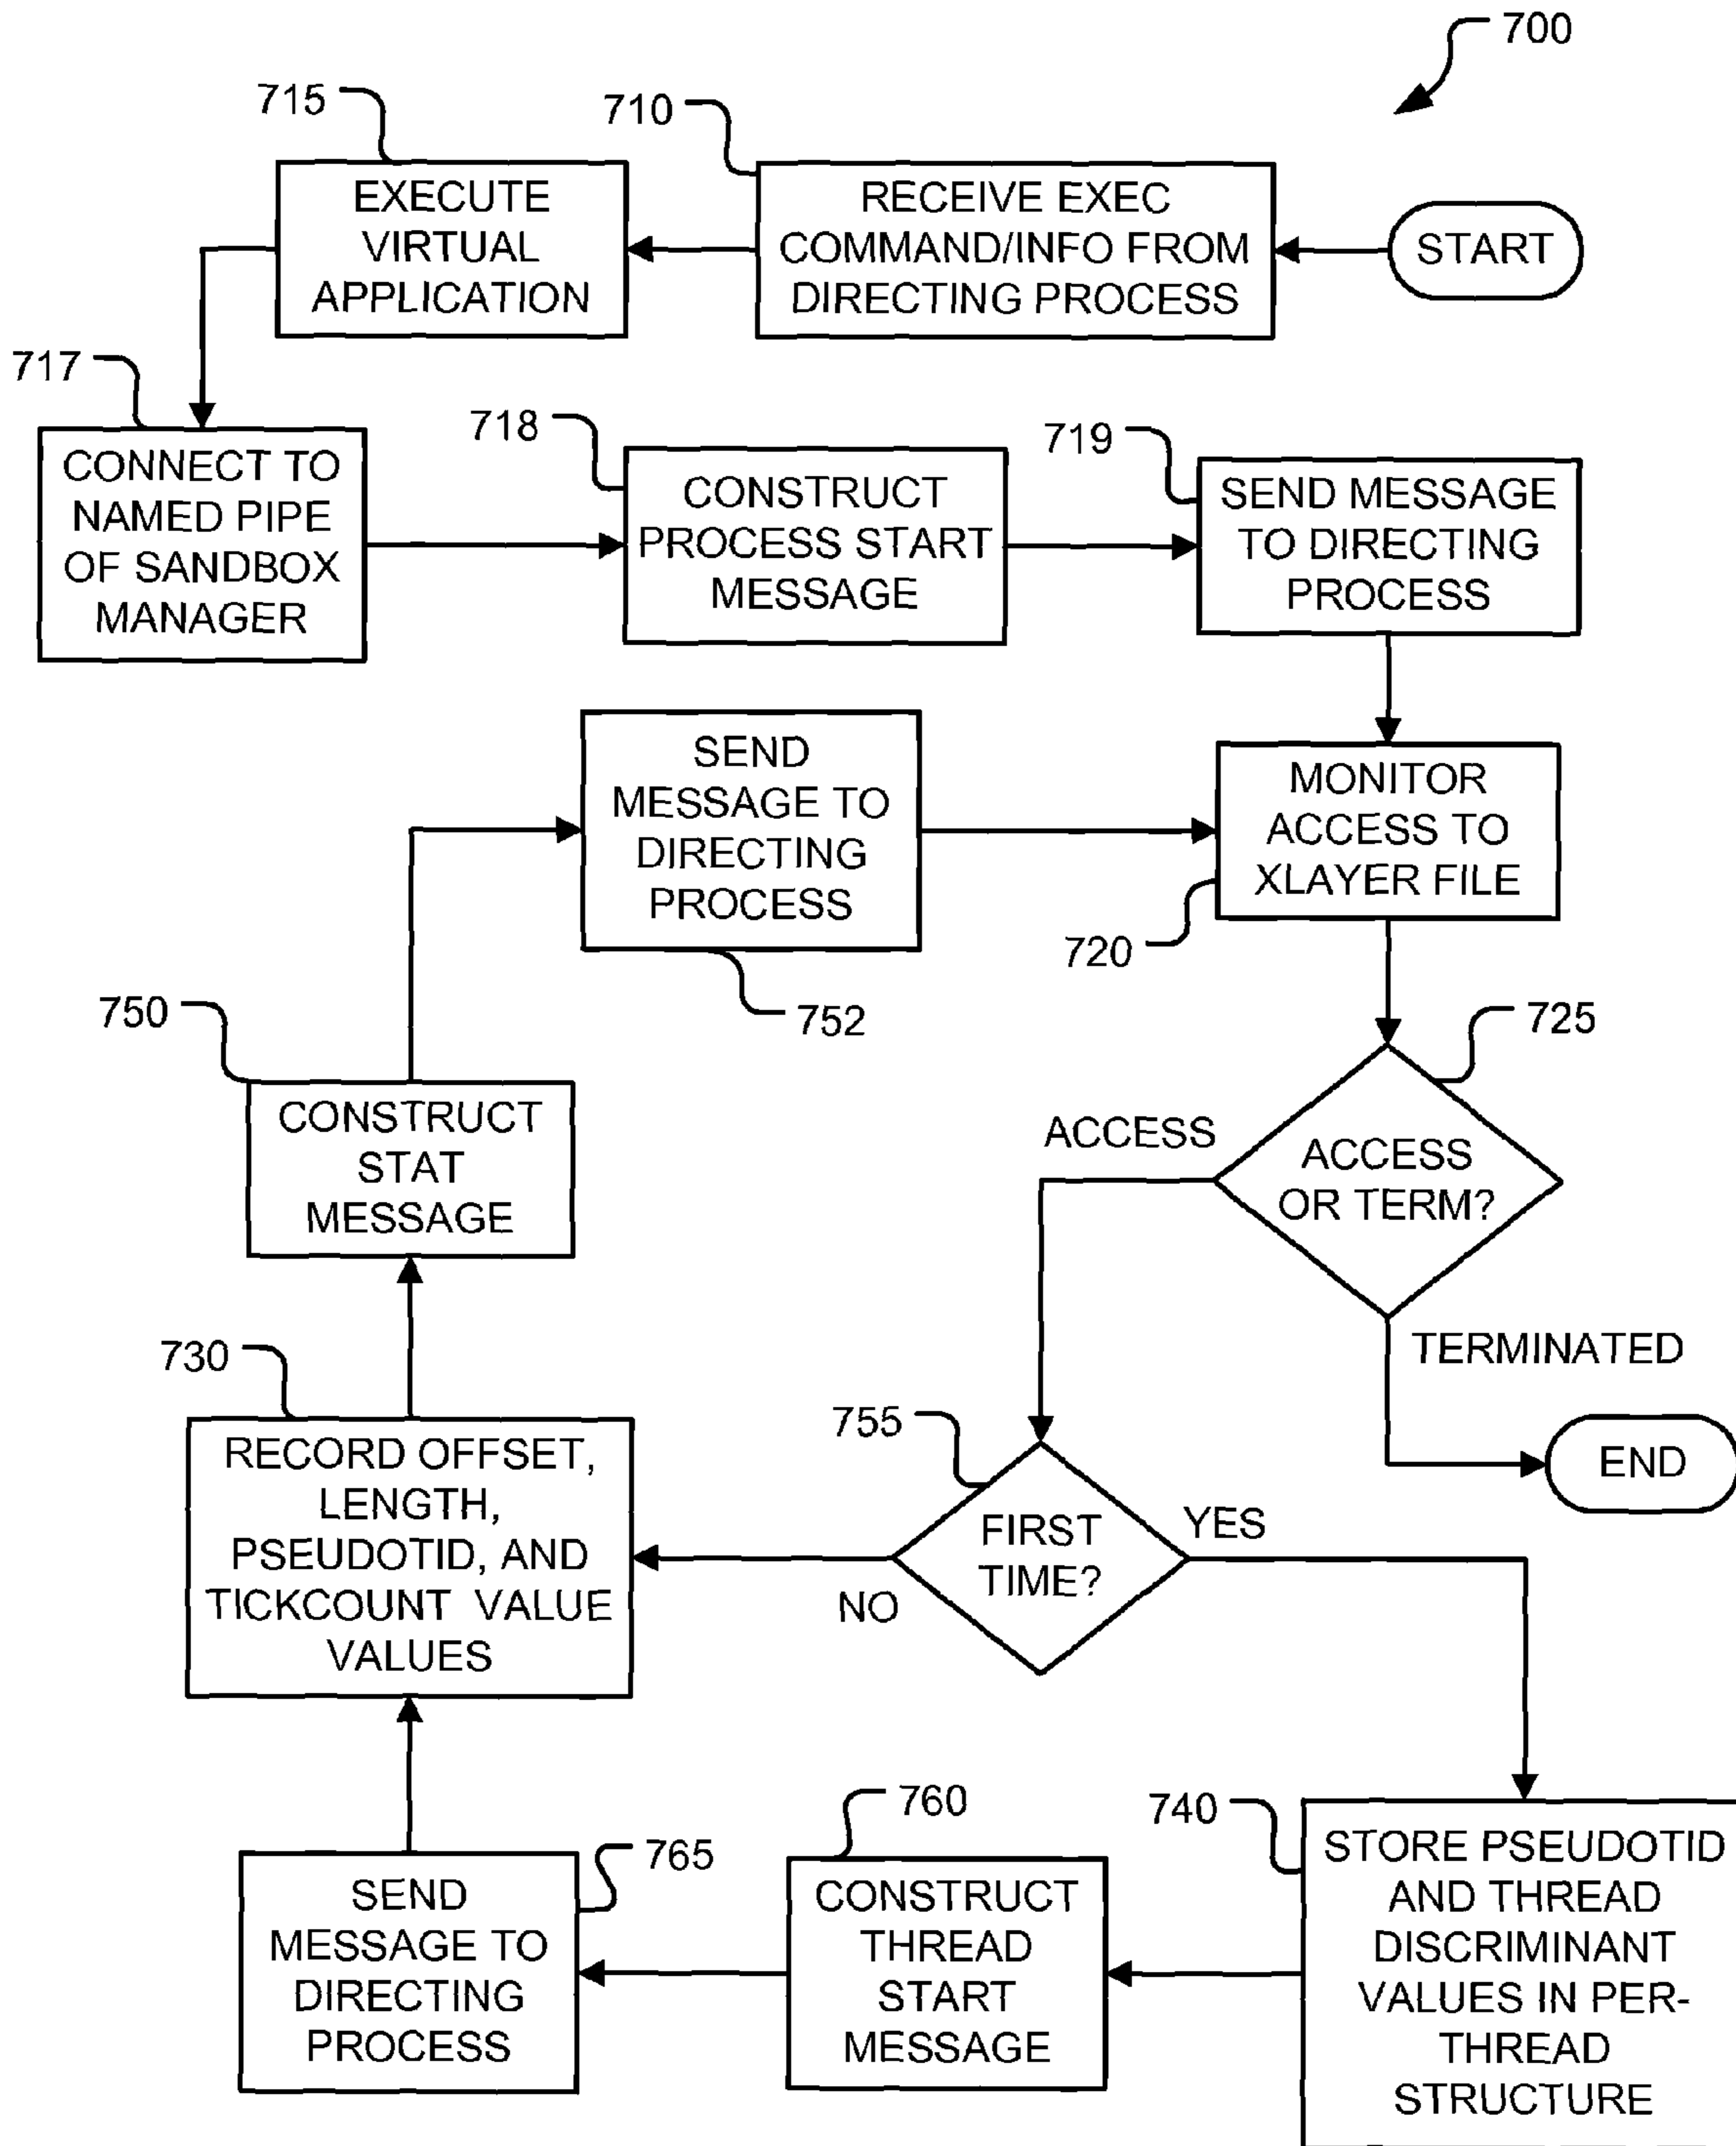 700
715
710
EXECUTE
VIRTUAL
APPLICATION
RECEIVE EXEC
COMMAND/INFO FROM
DIRECTING PROCESS
START
717
718
719
CONNECT TO
NAMED PIPE
OF SANDBOX
MANAGER
CONSTRUCT
PROCESS START
MESSAGE
SEND MESSAGE
TO DIRECTING
PROCESS
SEND
MESSAGE TO
DIRECTING
PROCESS
MONITOR
ACCESS TO
XLAYER FILE
720
752
750
725
CONSTRUCT
STAT
MESSAGE
ACCESS
ACCESS
OR TERM?
TERMINATED
730
755
END
RECORD OFFSET,
LENGTH,
PSEUDOTID, AND
TICKCOUNT VALUE
VALUES
FIRST
TIME?
YES
NO
760
740
765
SEND
MESSAGE TO
DIRECTING
PROCESS
CONSTRUCT
THREAD
START
MESSAGE
STORE PSEUDOTID
AND THREAD
DISCRIMINANT
VALUES IN PER-
THREAD
STRUCTURE